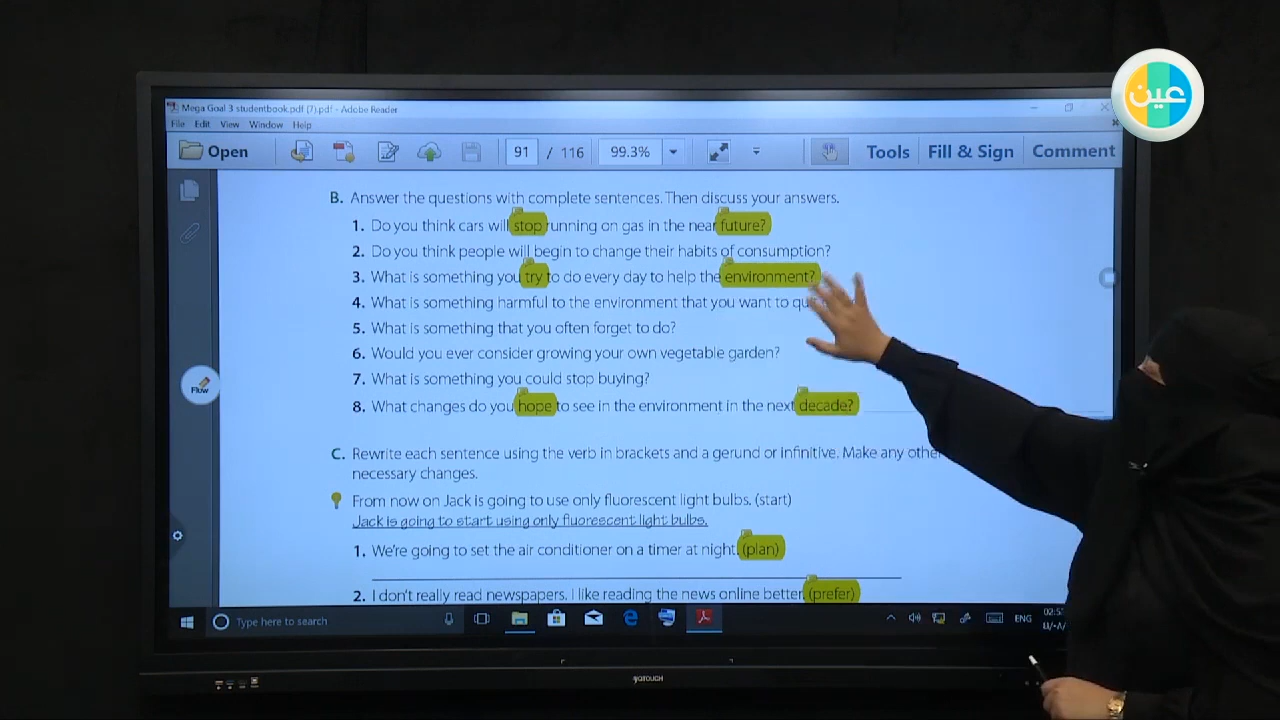 عين
Mega Goal 3 studentbook.pdf (7).pdf - Adobe Reader
File Edit View Window Help
Open 91 / 116 99.3% Tools Fill & Sign Comment
B. Answer the questions with complete sentences. Then discuss your answers.
1. Do you think cars will stop running on gas in the near future?
2. Do you think people will begin to change their habits of consumption?
3. What is something you try to do every day to help the environment?
4. What is something harmful to the environment that you want to
5. What is something that you often forget to do?
6. Would you ever consider growing your own vegetable garden?
7. What is something you could stop buying?
8. What changes do you hope to see in the environment in the next decade?
Flow
C. Rewrite each sentence using the verb in brackets and a gerund or infinitive. Make any other
necessary changes.
From now on Jack is going to use only fluorescent light bulbs. (start)
Jack is going to start using only fluorescent light bulbs.
1. We're going to set the air conditioner on a timer at night. (plan)
2. I don't really read newspapers. I like reading the news online better. (prefer)
Type here to search
ENG